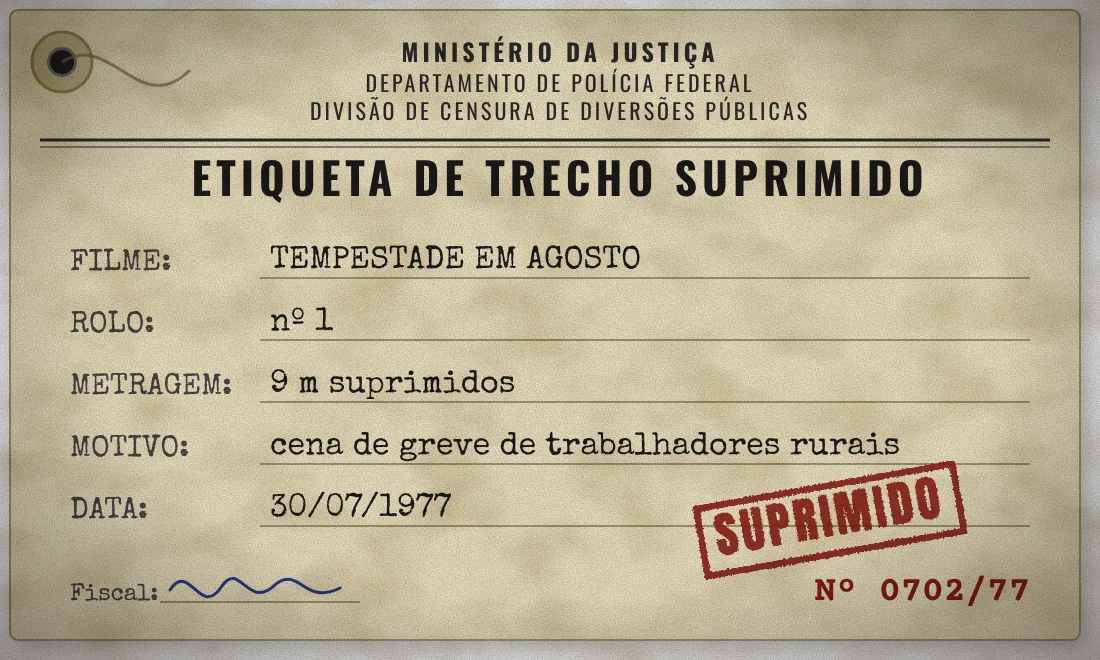 MINISTÉRIO DA JUSTIÇA
DEPARTAMENTO DE POLÍCIA FEDERAL
DIVISÃO DE CENSURA DE DIVERSÕES PÚBLICAS
ETIQUETA DE TRECHO SUPRIMIDO
FILME: TEMPESTADE EM AGOSTO
ROLO: nº 1
METRAGEM: 9 m suprimidos
MOTIVO: cena de greve de trabalhadores rurais
DATA: 30/07/1977
SUPRIMIDO
Fiscal:
Nº 0702/77